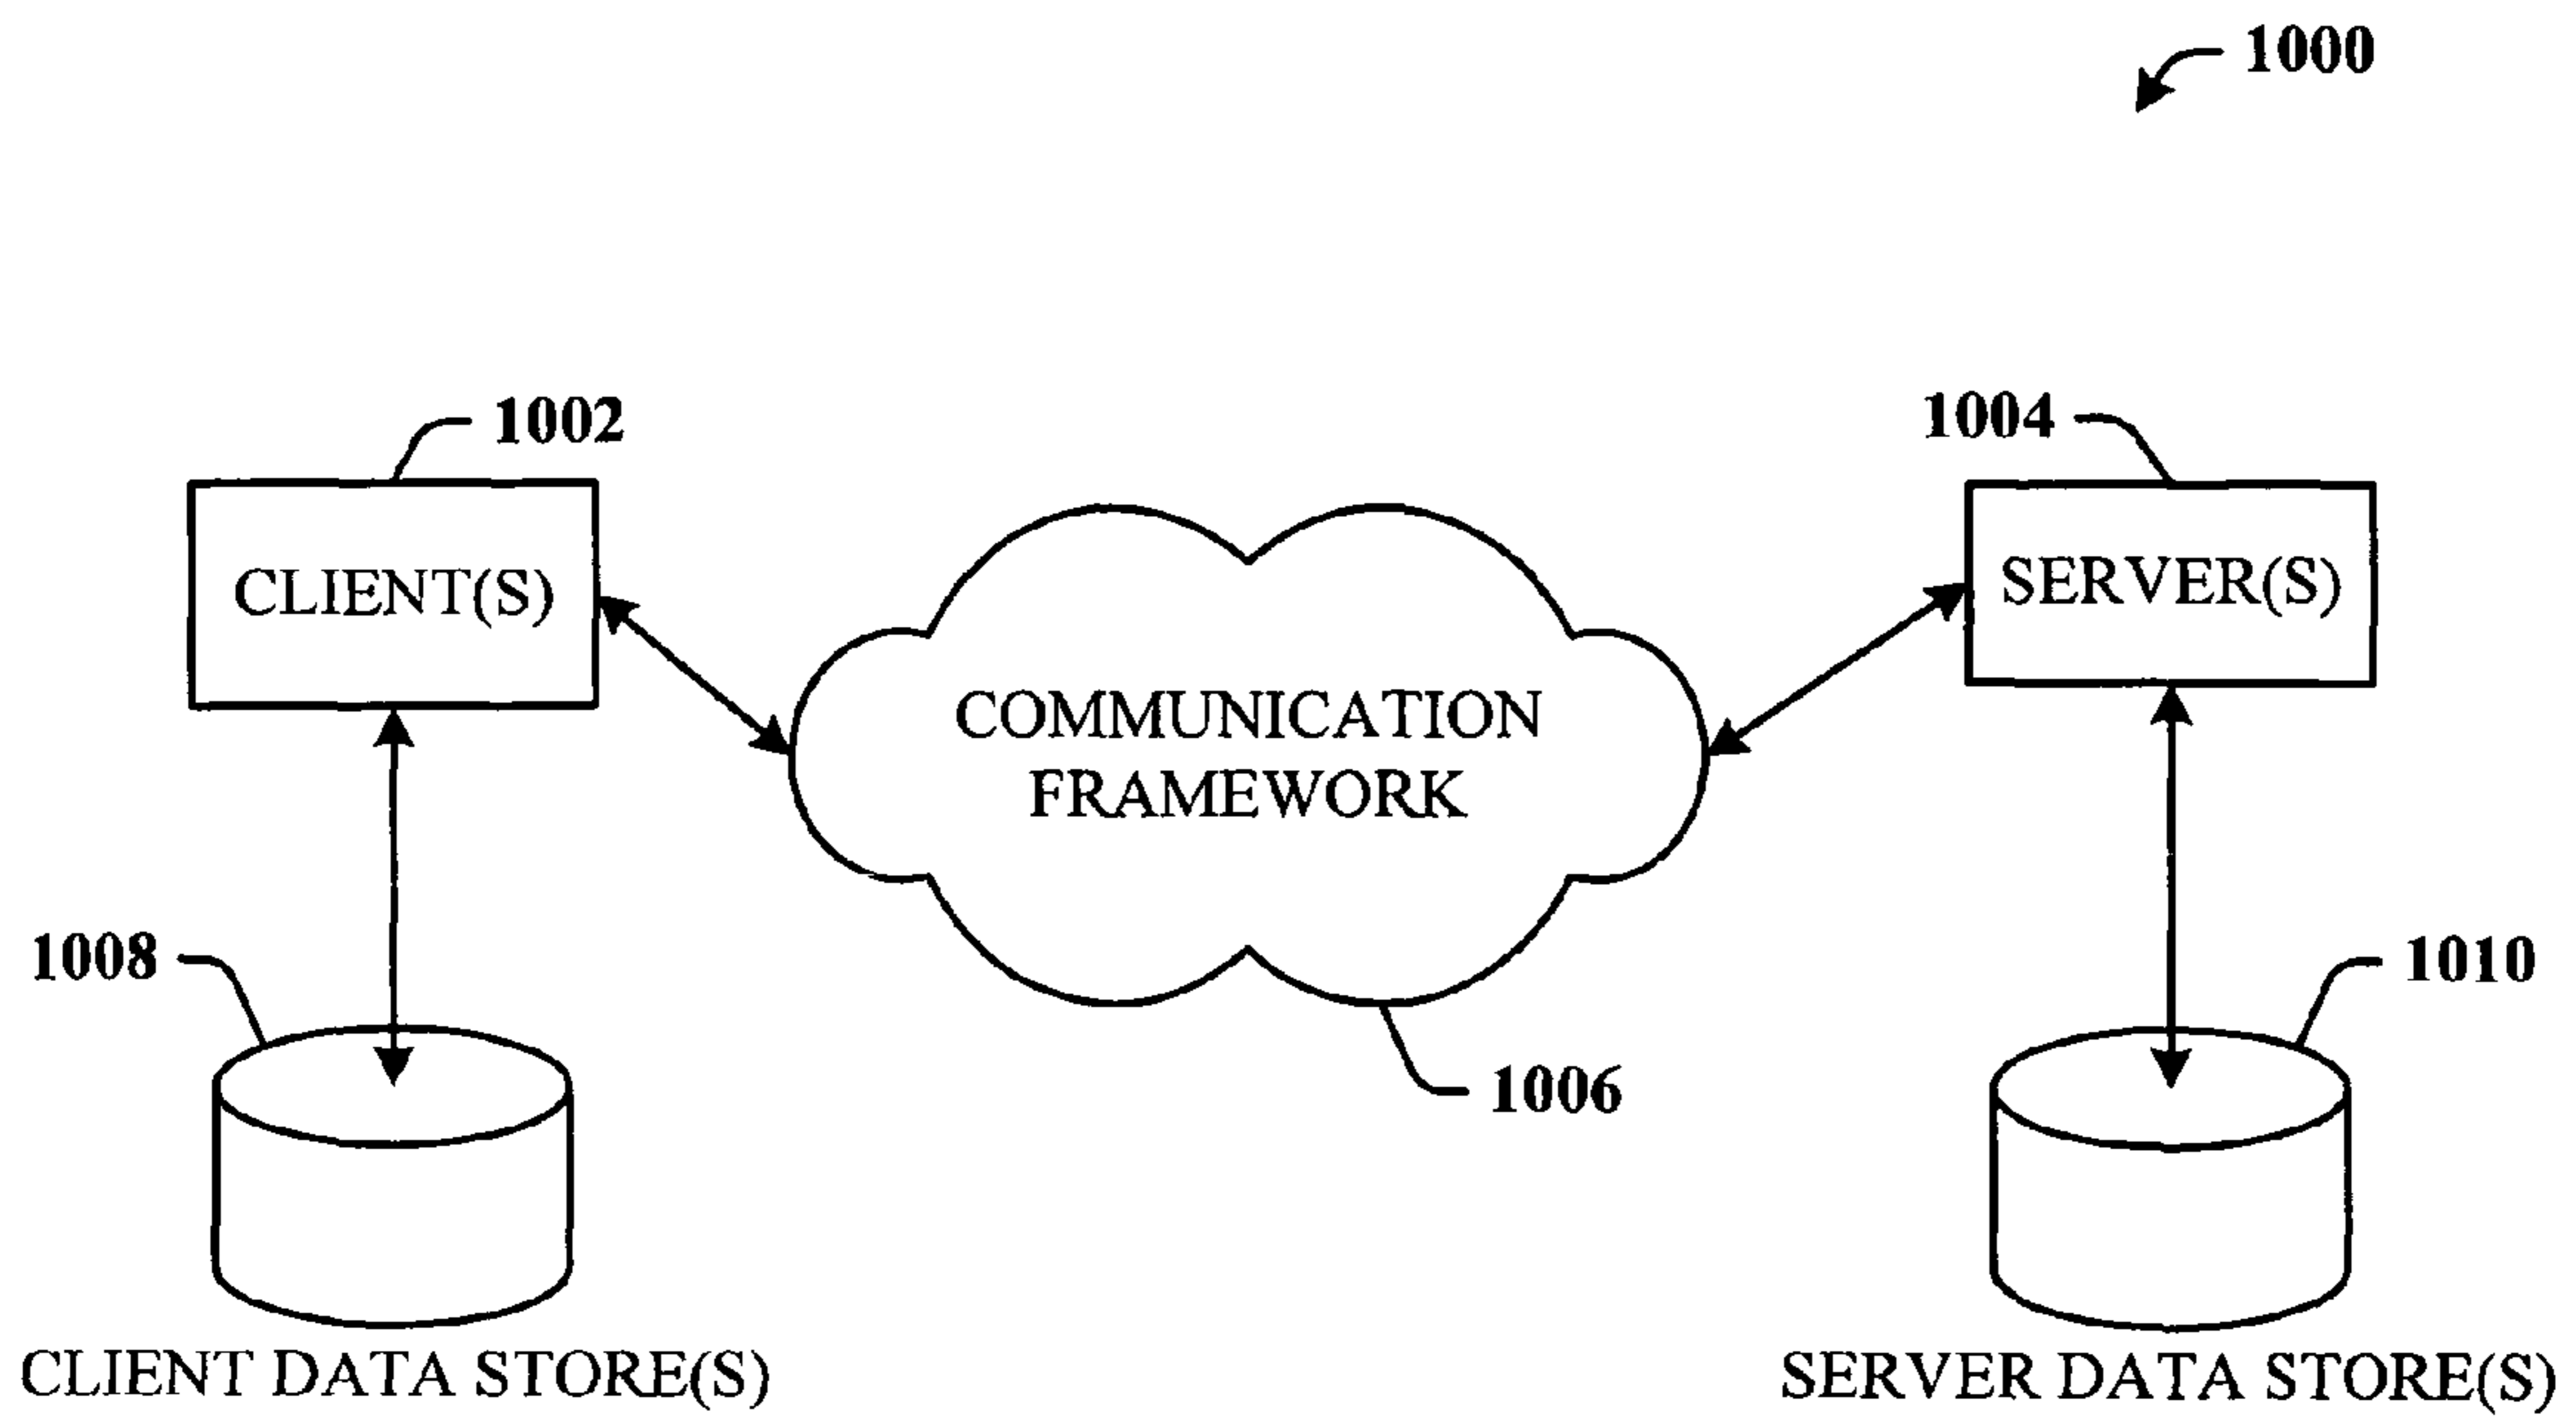 1000
1002
1004
CLIENT(S)
SERVER(S)
COMMUNICATION
FRAMEWORK
1008
1010
1006
CLIENT DATA STORE(S)
SERVER DATA STORE(S)